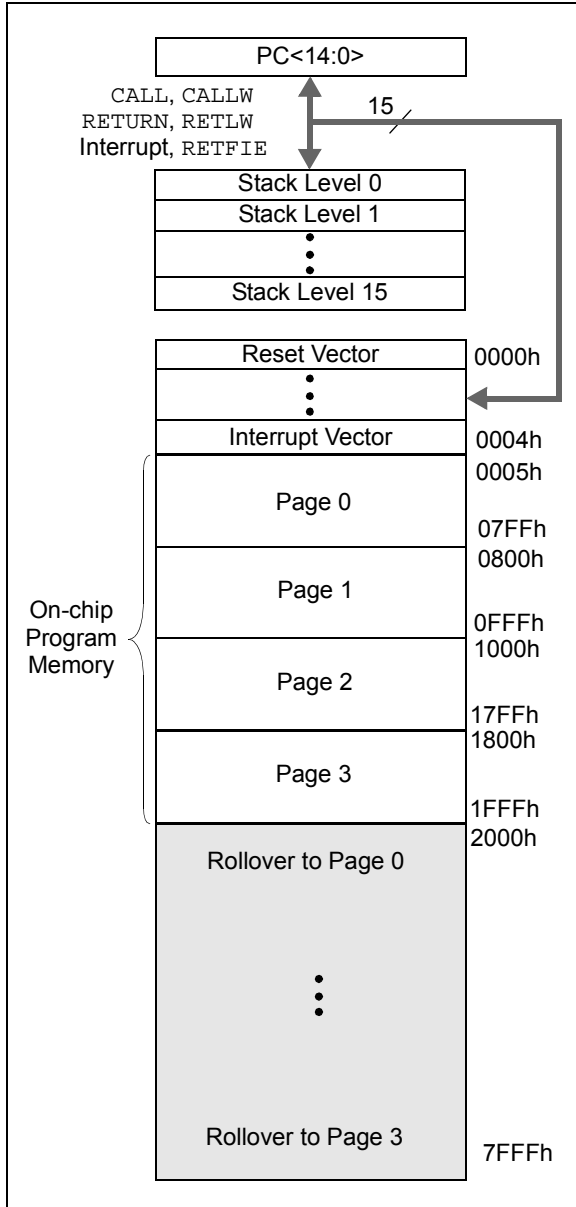 PC<14:0>
CALL, CALLW
RETURN, RETLW
Interrupt, RETFIE
15
Stack Level 0
Stack Level 1
Stack Level 15
Reset Vector
0000h
Interrupt Vector
0004h
0005h
Page 0
07FFh
0800h
Page 1
0FFFh
On-chip
Program
Memory
1000h
Page 2
17FFh
1800h
Page 3
1FFFh
2000h
Rollover to Page 0
Rollover to Page 3
7FFFh